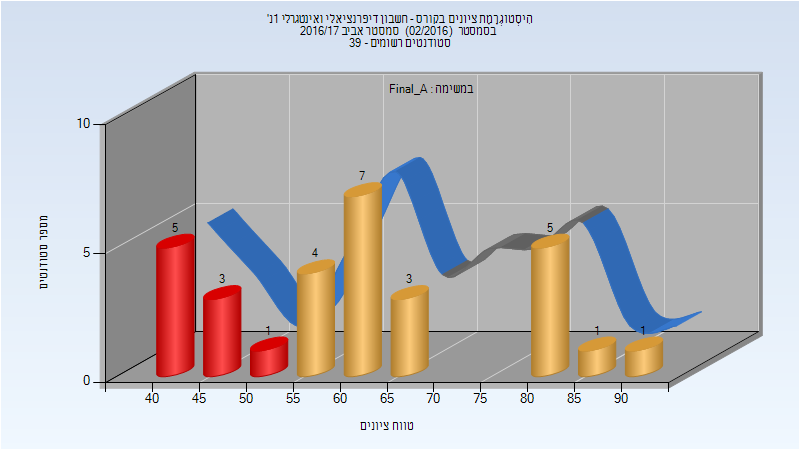 היסטוגרמת ציונים בקורס - חשבון דיפרנציאלי ואינטגרלי 1נ'
בסמסטר (02/2016) סמסטר אביב 2016/17
סטודנטים רשומים - 39
במשימה : Final_A
מספר סטודנטים
10
5
0
5
3
1
4
7
3
5
1
1
40 45 50 55 60 65 70 75 80 85 90
טווח ציונים